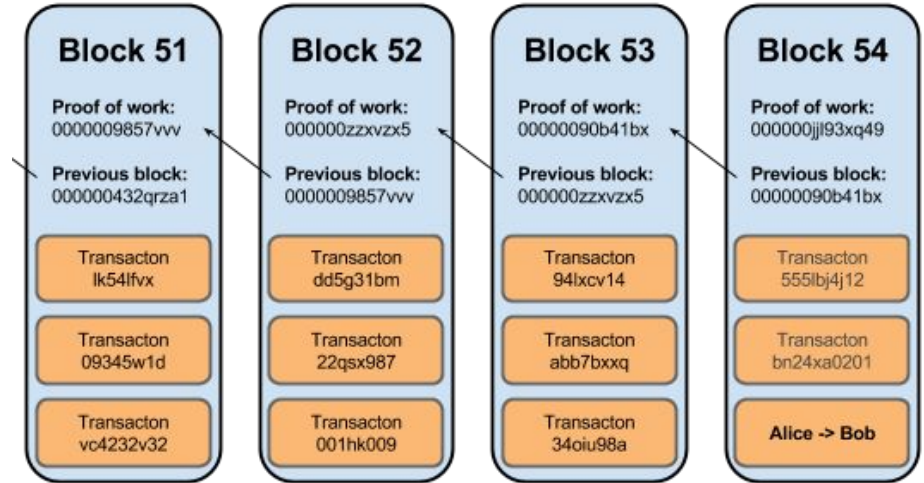 Block 51
Proof of work:
0000009857vvv
Previous block:
000000432qrza1
Transacton
lk54lfvx
Transacton
09345w1d
Transacton
vc4232v32
Block 52
Proof of work:
000000zzxvzx5
Previous block:
0000009857vvv
Transacton
dd5g31bm
Transacton
22qsx987
Transacton
001hk009
Block 53
Proof of work:
00000090b41bx
Previous block:
000000zzxvzx5
Transacton
94lxcv14
Transacton
abb7bxxq
Transacton
34oiu98a
Block 54
Proof of work:
000000jjl93xq49
Previous block:
00000090b41bx
Transacton
555lbj4j12
Transacton
bn24xa0201
Alice -> Bob